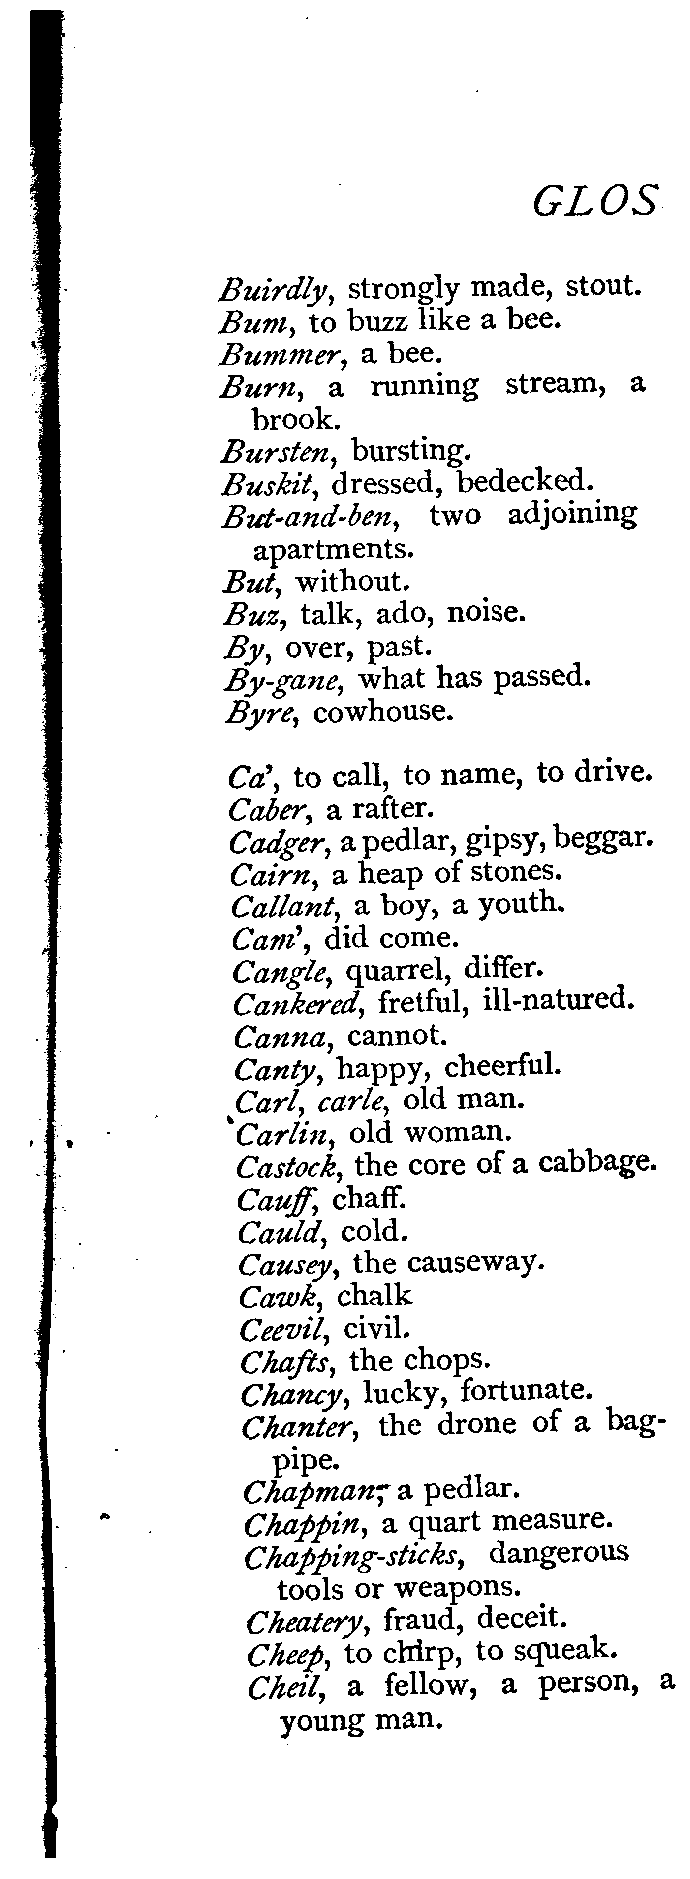 GLOS
Buirdly, strongly made, stout.
Bum, to buzz like a bee.
Bummer, a bee.
Burn, a running stream, a
brook.
Bursten, bursting.
Buskit, dressed, bedecked.
But-and-ben, two adjoining
apartments.
But, without.
Buz, talk, ado, noise.
By, over, past.
By-gane, what has passed.
Byre, cowhouse.
Ca', to call, to name, to drive.
Caber, a rafter.
Cadger, a pedlar, gipsy, beggar.
Cairn, a heap of stones.
Callant, a boy, a youth.
Cam', did come.
Cangle, quarrel, differ.
Cankered, fretful, ill-natured.
Canna, cannot.
Canty, happy, cheerful.
Carl, carle, old man.
Carlin, old woman.
Castock, the core of a cabbage.
Cauff, chaff.
Cauld, cold.
Causey, the causeway.
Cawk, chalk
Ceevil, civil.
Chafts, the chops.
Chancy, lucky, fortunate.
Chanter, the drone of a bag-
pipe.
Chapman, a pedlar.
Chappin, a quart measure.
Chapping-sticks, dangerous
tools or weapons.
Cheatery, fraud, deceit.
Cheep, to chirp, to squeak.
Cheil, a fellow, a person, a
young man.